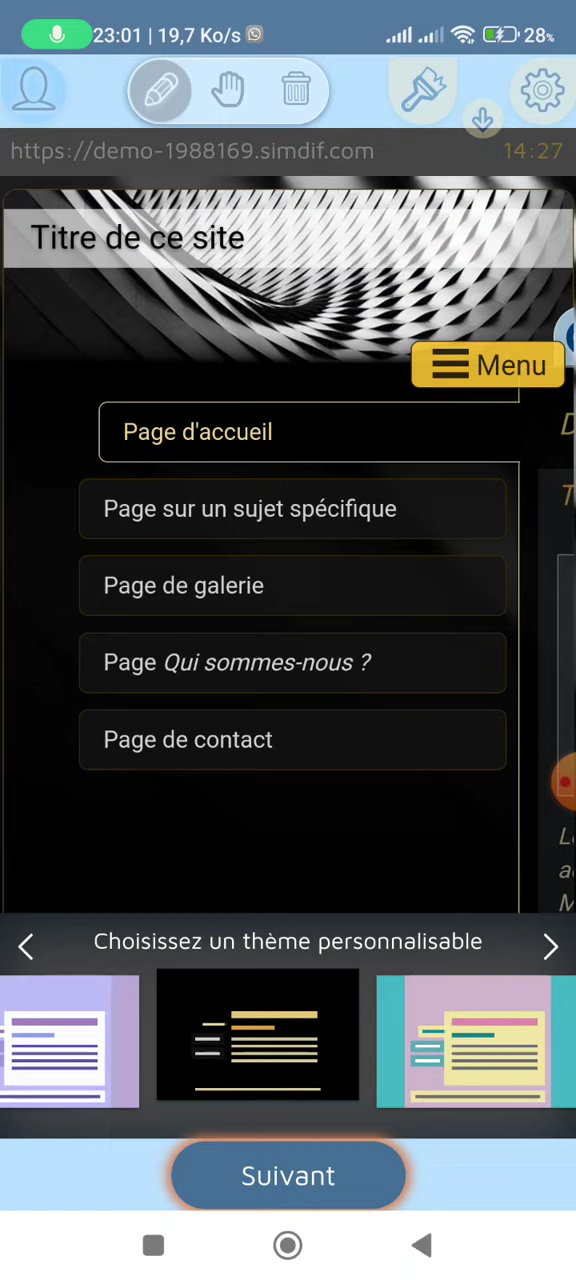 23:01 | 19,7 Ko/s
28%
https://demo-1988169.simdif.com
14:27
Titre de ce site
Menu
Page d'accueil
Page sur un sujet spécifique
Page de galerie
Page Qui sommes-nous ?
Page de contact
Choisissez un thème personnalisable
Suivant